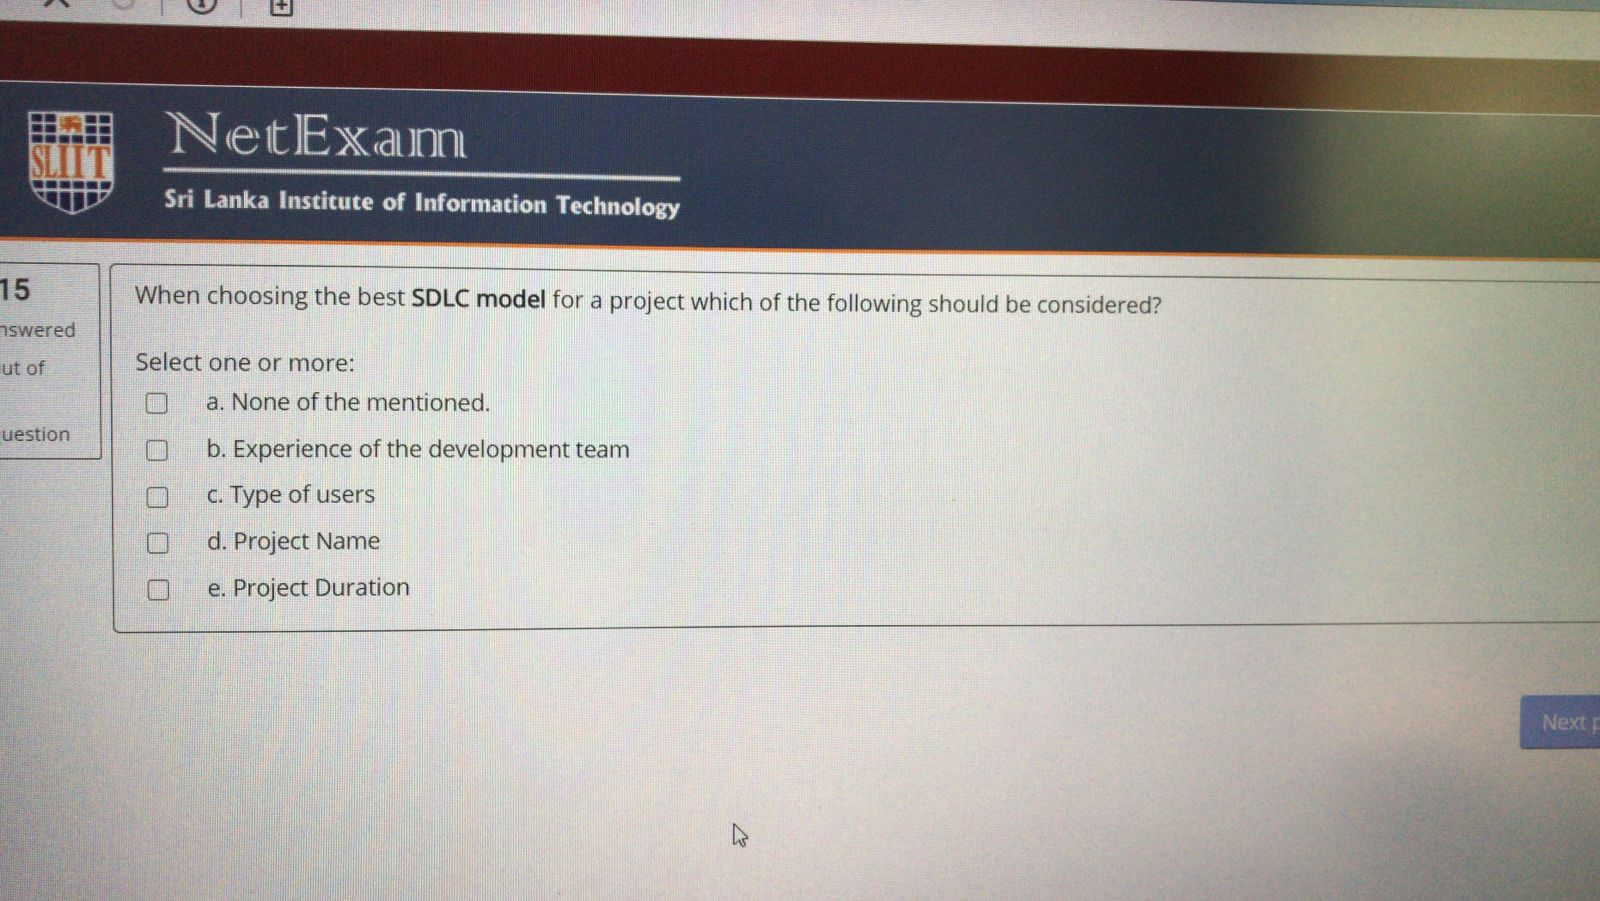 SLIIT
NetExam
Sri Lanka Institute of Information Technology
15
nswered
ut of
uestion
When choosing the best SDLC model for a project which of the following should be considered?
Select one or more:
a. None of the mentioned.
b. Experience of the development team
c. Type of users
d. Project Name
e. Project Duration
Next p